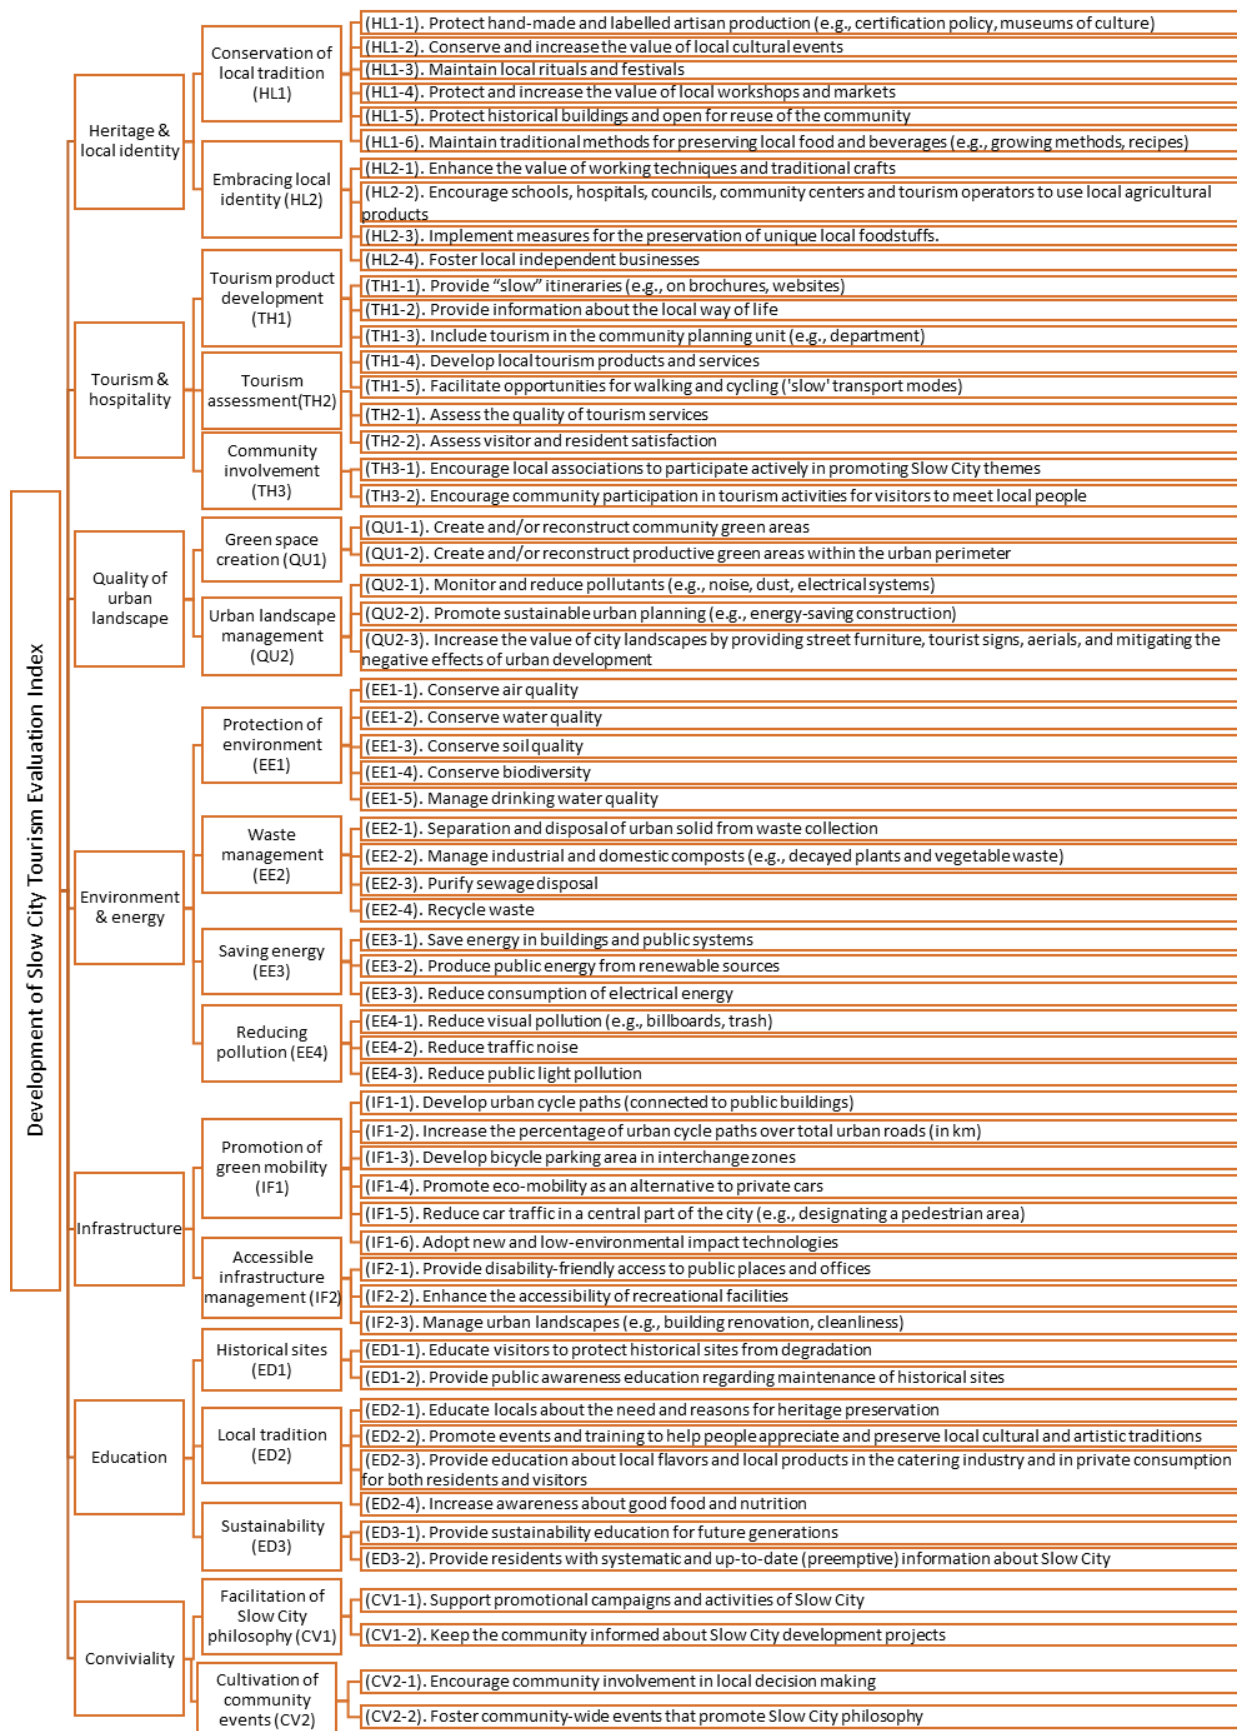 Development of Slow City Tourism Evaluation Index
Heritage &
local identity
Conservation of
local tradition
(HL1)
(HL1-1). Protect hand-made and labelled artisan production (e.g., certification policy, museums of culture)
(HL1-2). Conserve and increase the value of local cultural events
(HL1-3). Maintain local rituals and festivals
(HL1-4). Protect and increase the value of local workshops and markets
(HL1-5). Protect historical buildings and open for reuse of the community
(HL1-6). Maintain traditional methods for preserving local food and beverages (e.g., growing methods, recipes)
Embracing local
identity (HL2)
(HL2-1). Enhance the value of working techniques and traditional crafts
(HL2-2). Encourage schools, hospitals, councils, community centers and tourism operators to use local agricultural
products
(HL2-3). Implement measures for the preservation of unique local foodstuffs.
(HL2-4). Foster local independent businesses
Tourism &
hospitality
Tourism product
development
(TH1)
(TH1-1). Provide “slow” itineraries (e.g., on brochures, websites)
(TH1-2). Provide information about the local way of life
(TH1-3). Include tourism in the community planning unit (e.g., department)
(TH1-4). Develop local tourism products and services
(TH1-5). Facilitate opportunities for walking and cycling ('slow' transport modes)
Tourism
assessment(TH2)
(TH2-1). Assess the quality of tourism services
(TH2-2). Assess visitor and resident satisfaction
Community
involvement
(TH3)
(TH3-1). Encourage local associations to participate actively in promoting Slow City themes
(TH3-2). Encourage community participation in tourism activities for visitors to meet local people
Quality of
urban
landscape
Green space
creation (QU1)
(QU1-1). Create and/or reconstruct community green areas
(QU1-2). Create and/or reconstruct productive green areas within the urban perimeter
Urban landscape
management
(QU2)
(QU2-1). Monitor and reduce pollutants (e.g., noise, dust, electrical systems)
(QU2-2). Promote sustainable urban planning (e.g., energy-saving construction)
(QU2-3). Increase the value of city landscapes by providing street furniture, tourist signs, aerials, and mitigating the
negative effects of urban development
Environment
& energy
Protection of
environment
(EE1)
(EE1-1). Conserve air quality
(EE1-2). Conserve water quality
(EE1-3). Conserve soil quality
(EE1-4). Conserve biodiversity
(EE1-5). Manage drinking water quality
Waste
management
(EE2)
(EE2-1). Separation and disposal of urban solid from waste collection
(EE2-2). Manage industrial and domestic composts (e.g., decayed plants and vegetable waste)
(EE2-3). Purify sewage disposal
(EE2-4). Recycle waste
Saving energy
(EE3)
(EE3-1). Save energy in buildings and public systems
(EE3-2). Produce public energy from renewable sources
(EE3-3). Reduce consumption of electrical energy
Reducing
pollution (EE4)
(EE4-1). Reduce visual pollution (e.g., billboards, trash)
(EE4-2). Reduce traffic noise
(EE4-3). Reduce public light pollution
Infrastructure
Promotion of
green mobility
(IF1)
(IF1-1). Develop urban cycle paths (connected to public buildings)
(IF1-2). Increase the percentage of urban cycle paths over total urban roads (in km)
(IF1-3). Develop bicycle parking area in interchange zones
(IF1-4). Promote eco-mobility as an alternative to private cars
(IF1-5). Reduce car traffic in a central part of the city (e.g., designating a pedestrian area)
(IF1-6). Adopt new and low-environmental impact technologies
Accessible
infrastructure
management (IF2)
(IF2-1). Provide disability-friendly access to public places and offices
(IF2-2). Enhance the accessibility of recreational facilities
(IF2-3). Manage urban landscapes (e.g., building renovation, cleanliness)
Education
Historical sites
(ED1)
(ED1-1). Educate visitors to protect historical sites from degradation
(ED1-2). Provide public awareness education regarding maintenance of historical sites
Local tradition
(ED2)
(ED2-1). Educate locals about the need and reasons for heritage preservation
(ED2-2). Promote events and training to help people appreciate and preserve local cultural and artistic traditions
(ED2-3). Provide education about local flavors and local products in the catering industry and in private consumption
for both residents and visitors
(ED2-4). Increase awareness about good food and nutrition
Sustainability
(ED3)
(ED3-1). Provide sustainability education for future generations
(ED3-2). Provide residents with systematic and up-to-date (preemptive) information about Slow City
Conviviality
Facilitation of
Slow City
philosophy (CV1)
(CV1-1). Support promotional campaigns and activities of Slow City
(CV1-2). Keep the community informed about Slow City development projects
Cultivation of
community
events (CV2)
(CV2-1). Encourage community involvement in local decision making
(CV2-2). Foster community-wide events that promote Slow City philosophy